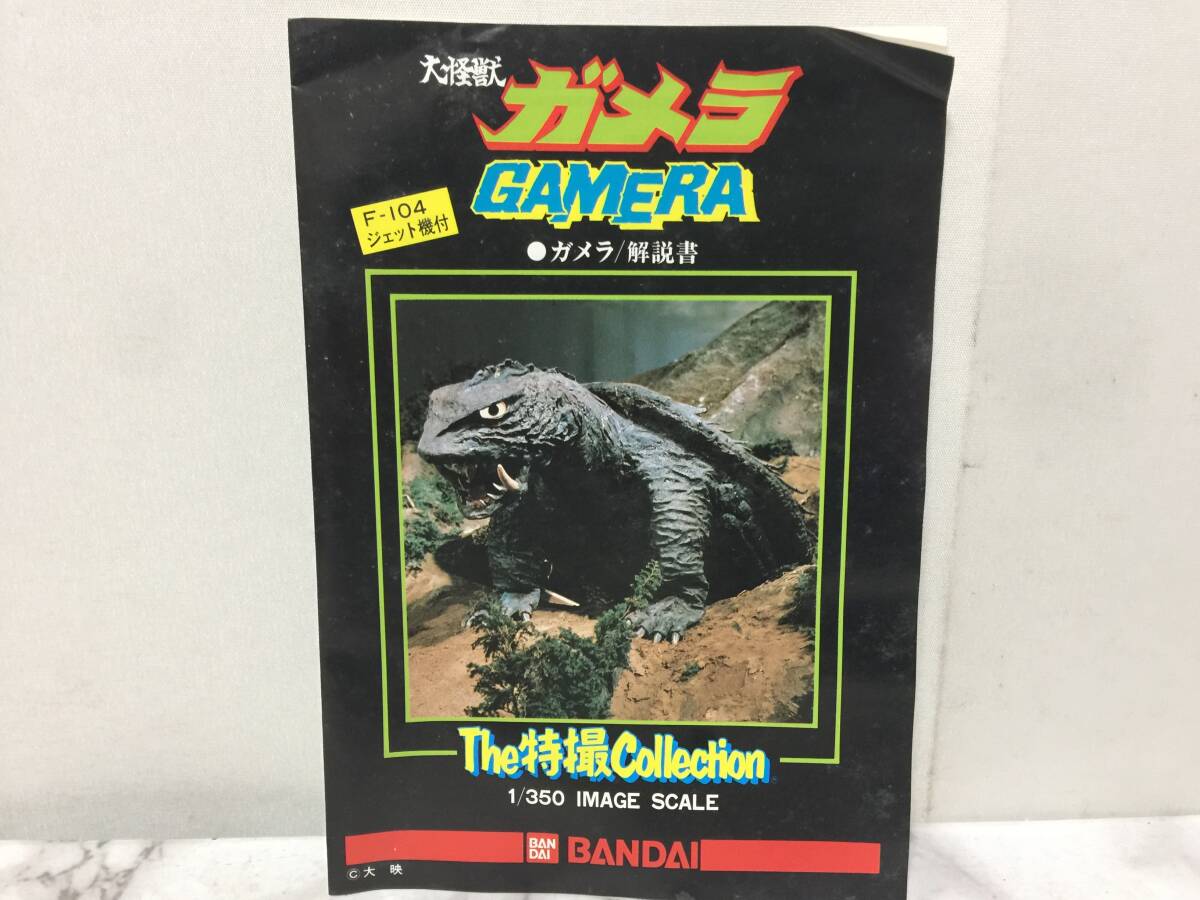 大怪獣
ガメラ
GAMERA
F-104
ジェット機付
●ガメラ/解説書
The特撮Collection
1/350 IMAGE SCALE
BAN
DAI
BANDAI
©大映